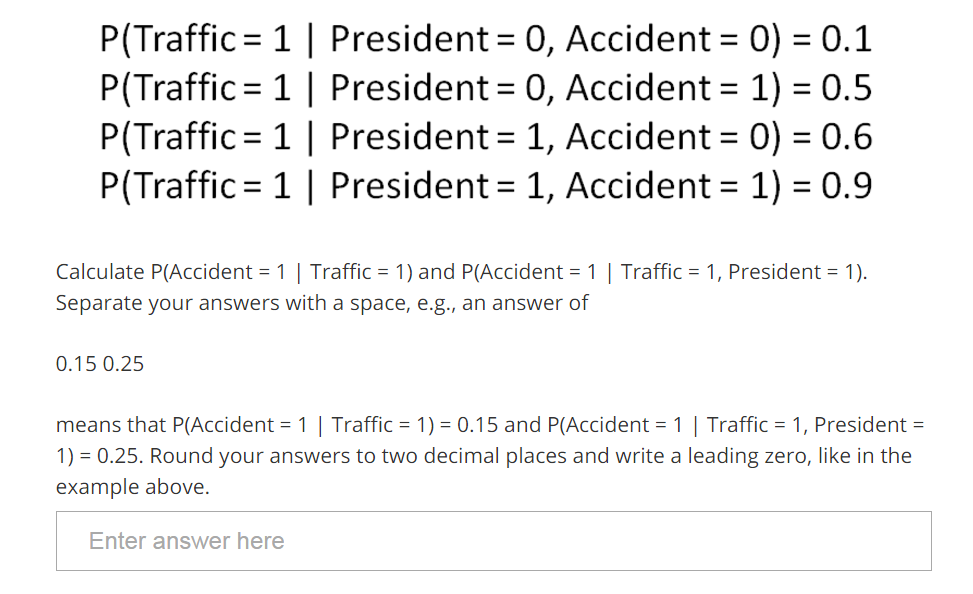 P(Traffic = 1 | President = 0, Accident = 0) = 0.1
P(Traffic = 1 | President = 0, Accident = 1) = 0.5
P(Traffic = 1 | President = 1, Accident = 0) = 0.6
P(Traffic = 1 | President = 1, Accident = 1) = 0.9
Calculate P(Accident = 1 | Traffic = 1) and P(Accident = 1 | Traffic = 1, President = 1).
Separate your answers with a space, e.g., an answer of
0.15 0.25
means that P(Accident = 1 | Traffic = 1) = 0.15 and P(Accident = 1 | Traffic = 1, President =
1) = 0.25. Round your answers to two decimal places and write a leading zero, like in the
example above.
Enter answer here